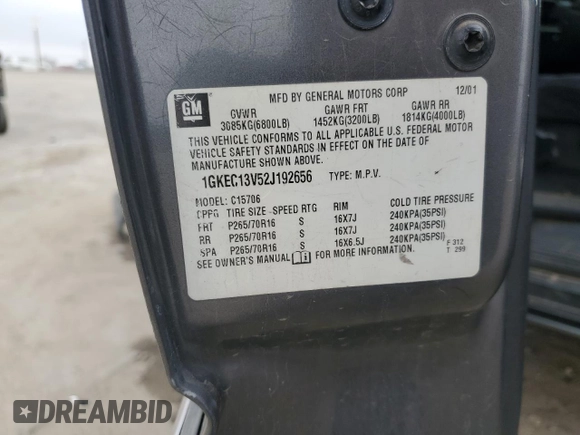 GM
MFD BY GENERAL MOTORS CORP 12/01
GVWR GAWR FRT GAWR RR
3085KG(6800LB) 1452KG(3200LB) 1814KG(4000LB)
THIS VEHICLE CONFORMS TO ALL APPLICABLE U.S. FEDERAL MOTOR
VEHICLE SAFETY STANDARDS IN EFFECT ON THE DATE OF
MANUFACTURE SHOWN ABOVE.
1GKEC13V52J192656 TYPE: M.P.V.
MODEL: C15706
TIRE SIZE SPEED RTG RIM COLD TIRE PRESSURE
FRT P265/70R16 S 16X7J 240KPA(35PSI)
RR P265/70R16 S 16X7J 240KPA(35PSI)
SPA P265/70R16 S 16X6.5J 240KPA(35PSI)
SEE OWNER'S MANUAL FOR MORE INFORMATION.
F 312
T 299
DREAMBID